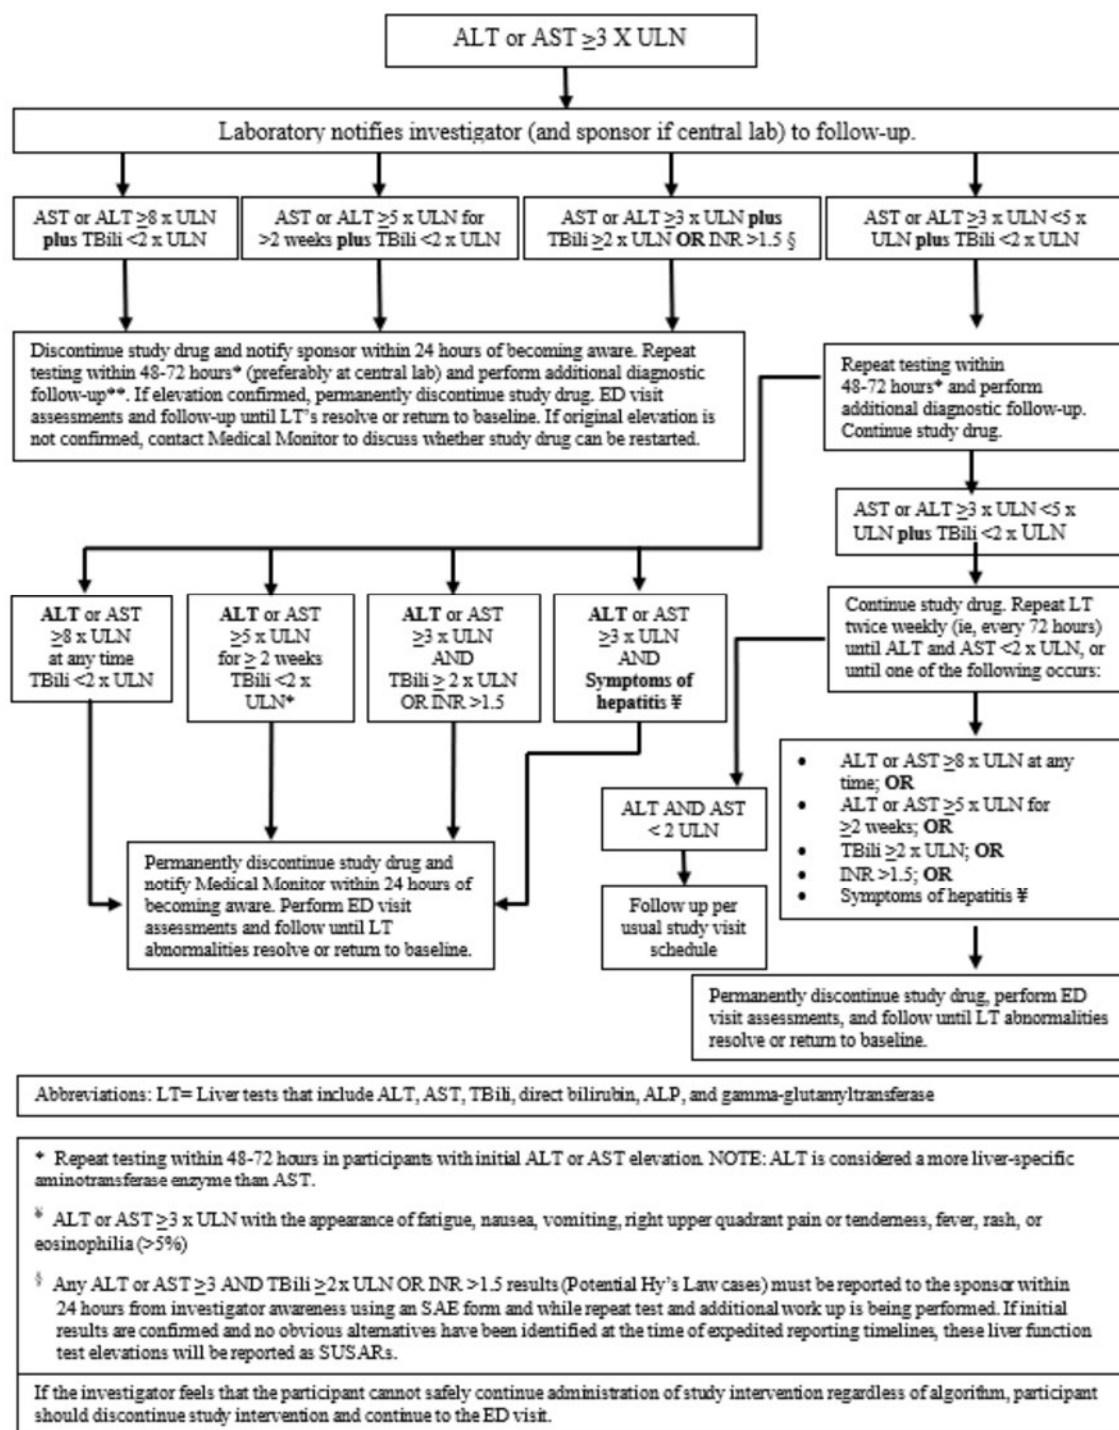 ALT or AST ≥3 X ULN
Laboratory notifies investigator (and sponsor if central lab) to follow-up.
AST or ALT ≥8 x ULN
plus TBili <2 x ULN
AST or ALT ≥5 x ULN for
>2 weeks plus TBili <2 x ULN
AST or ALT ≥3 x ULN plus
TBili ≥2 x ULN OR INR >1.5 §
AST or ALT ≥3 x ULN <5 x
ULN plus TBili <2 x ULN
Discontinue study drug and notify sponsor within 24 hours of becoming aware. Repeat
testing within 48-72 hours* (preferably at central lab) and perform additional diagnostic
follow-up**. If elevation confirmed, permanently discontinue study drug. ED visit
assessments and follow-up until LT's resolve or return to baseline. If original elevation is
not confirmed, contact Medical Monitor to discuss whether study drug can be restarted.
Repeat testing within
48-72 hours* and perform
additional diagnostic follow-up.
Continue study drug.
AST or ALT ≥3 x ULN <5 x
ULN plus TBili <2 x ULN
ALT or AST
≥8 x ULN
at any time
TBili <2 x ULN
ALT or AST
≥5 x ULN
for ≥ 2 weeks
TBili <2 x
ULN*
ALT or AST
≥3 x ULN
AND
TBili ≥ 2 x ULN
OR INR >1.5
ALT or AST
≥3 x ULN
AND
Symptoms of
hepatitis ¥
Continue study drug. Repeat LT
twice weekly (ie, every 72 hours)
until ALT and AST <2 x ULN, or
until one of the following occurs:
• ALT or AST ≥8 x ULN at any
time; OR
• ALT or AST ≥5 x ULN for
≥2 weeks; OR
• TBili ≥2 x ULN; OR
• INR >1.5; OR
• Symptoms of hepatitis ¥
ALT AND AST
< 2 ULN
Follow up per
usual study visit
schedule
Permanently discontinue study drug and
notify Medical Monitor within 24 hours of
becoming aware. Perform ED visit
assessments and follow until LT
abnormalities resolve or return to baseline.
Permanently discontinue study drug, perform ED
visit assessments, and follow until LT abnormalities
resolve or return to baseline.
Abbreviations: LT= Liver tests that include ALT, AST, TBili, direct bilirubin, ALP, and gamma-glutamyltransferase
* Repeat testing within 48-72 hours in participants with initial ALT or AST elevation. NOTE: ALT is considered a more liver-specific
aminotransferase enzyme than AST.
¥ ALT or AST ≥3 x ULN with the appearance of fatigue, nausea, vomiting, right upper quadrant pain or tenderness, fever, rash, or
eosinophilia (>5%)
§ Any ALT or AST ≥3 AND TBili ≥2x ULN OR INR >1.5 results (Potential Hy's Law cases) must be reported to the sponsor within
24 hours from investigator awareness using an SAE form and while repeat test and additional work up is being performed. If initial
results are confirmed and no obvious alternatives have been identified at the time of expedited reporting timelines, these liver function
test elevations will be reported as SUSARs.
If the investigator feels that the participant cannot safely continue administration of study intervention regardless of algorithm, participant
should discontinue study intervention and continue to the ED visit.